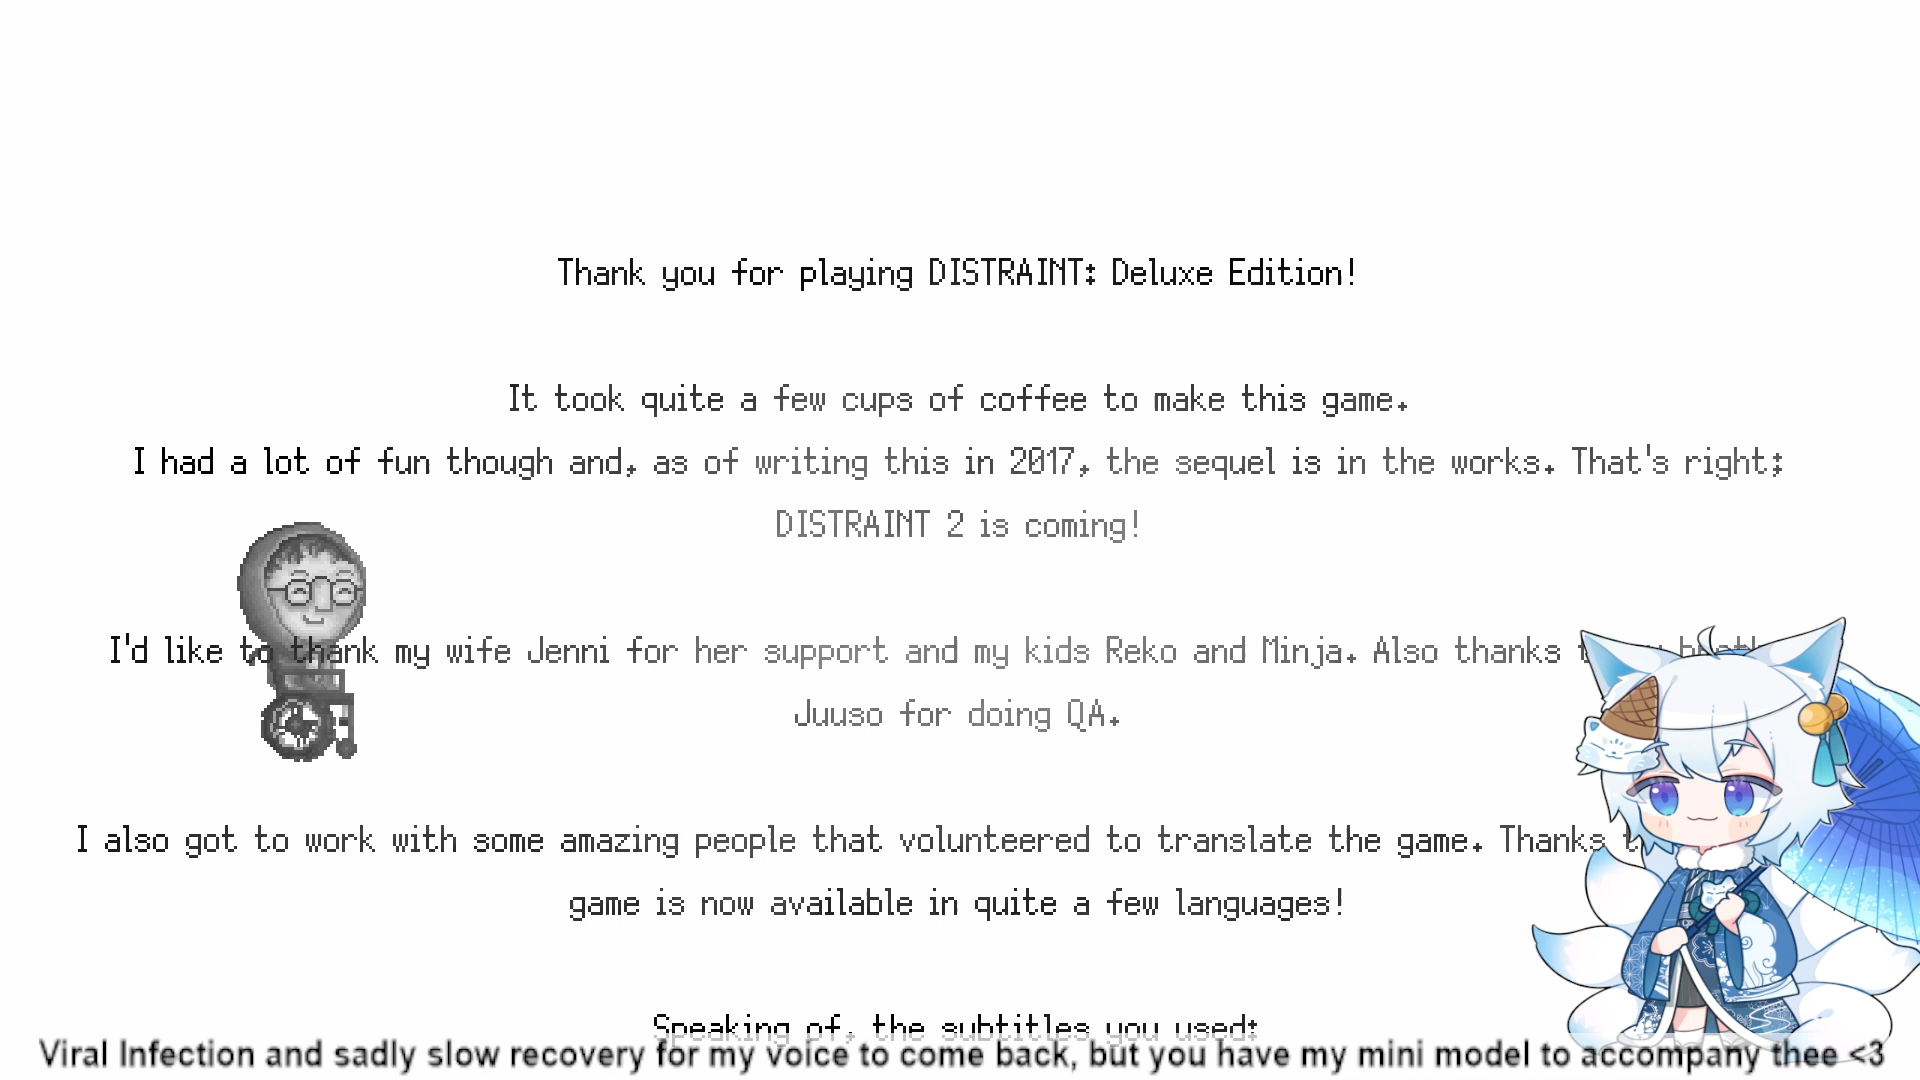 Thank you for playing DISTRAINT: Deluxe Edition!
It took quite a few cups of coffee to make this game.
I had a lot of fun though and, as of writing this in 2017, the sequel is in the works. That's right;
DISTRAINT 2 is coming!
I'd like to thank my wife Jenni for her support and my kids Reko and Minja. Also thanks
Juuso for doing QA.
I also got to work with some amazing people that volunteered to translate the game. Thanks
game is now available in quite a few languages!
Speaking of, the subtitles you used:
Viral Infection and sadly slow recovery for my voice to come back, but you have my mini model to accompany thee <3